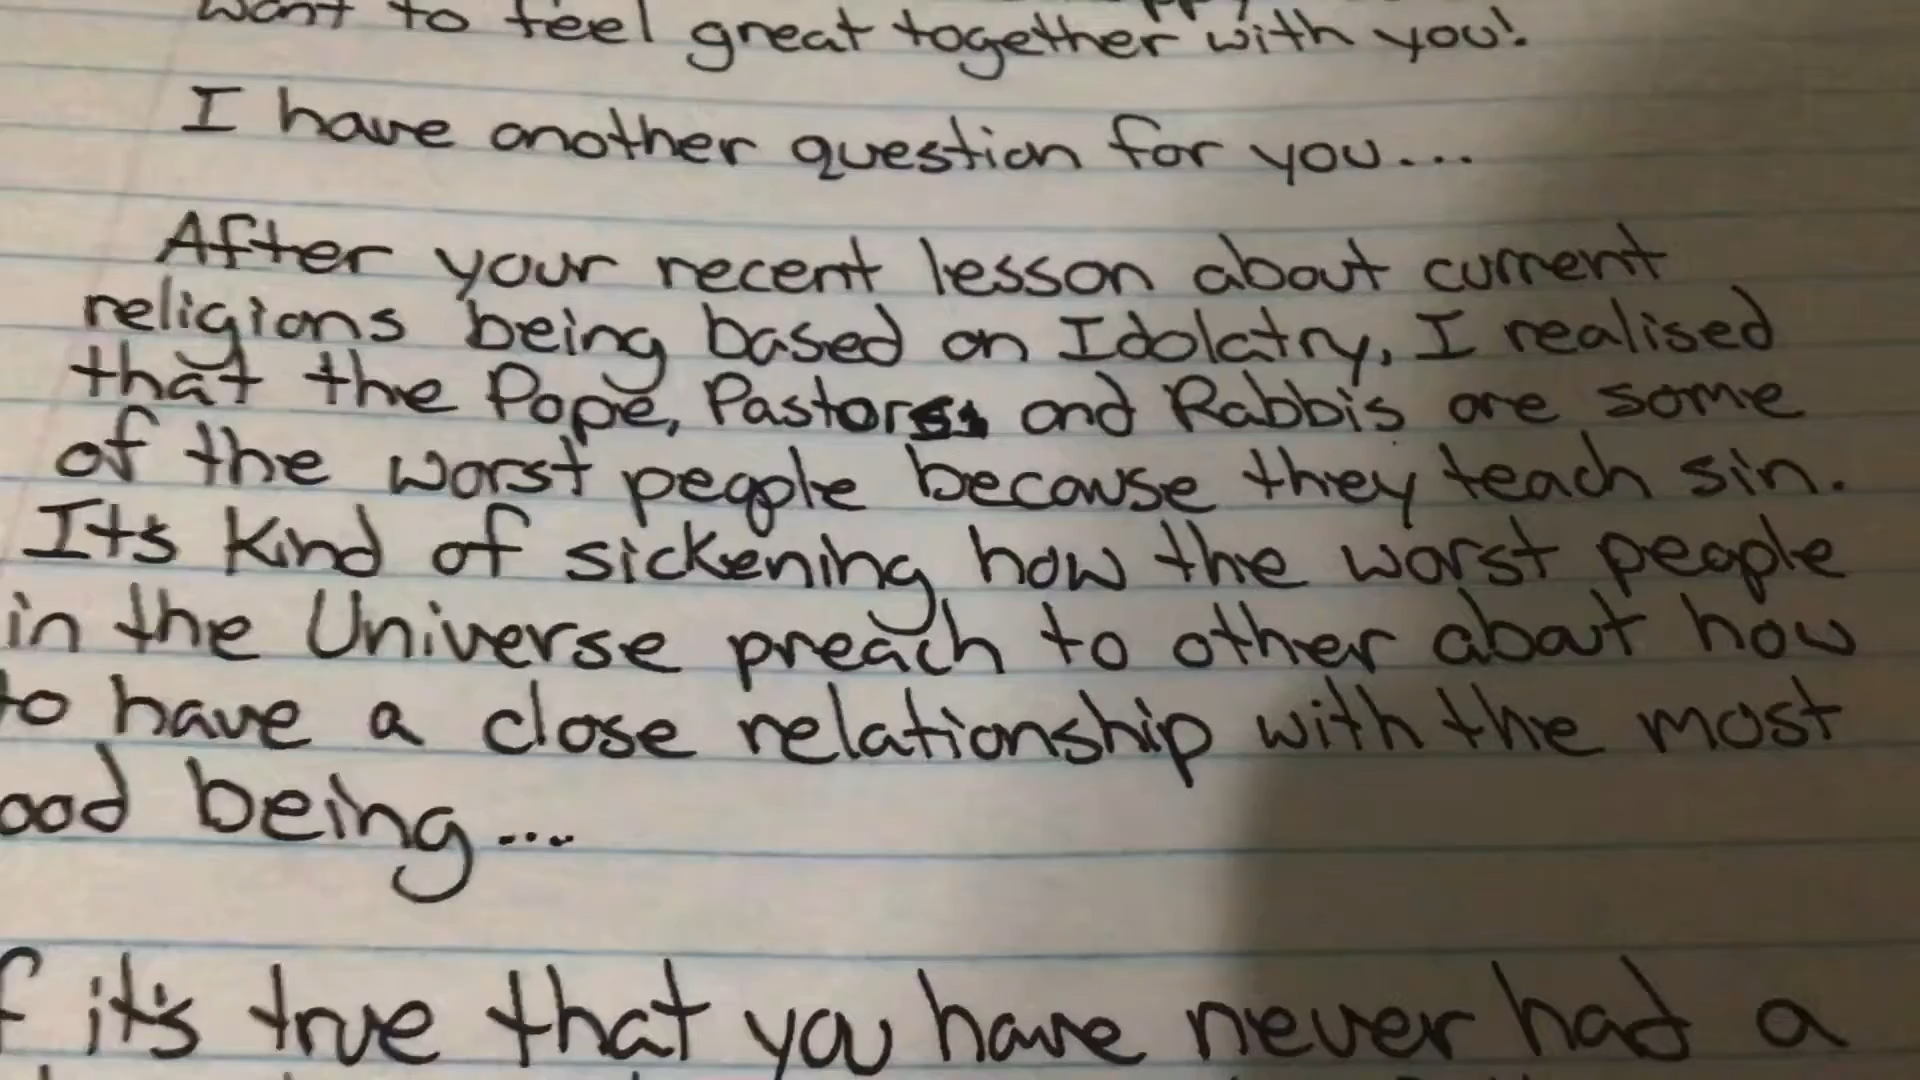 want to feel great together with you!
I have another question for you...
After your recent lesson about current
religions being based on Idolatry, I realised
that the Pope, Pastors, and Rabbis are some
of the worst people because they teach sin.
It's kind of sickening how the worst people
in the Universe preach to other about how
to have a close relationship with the most
ood being....
f it's true that you have never had a